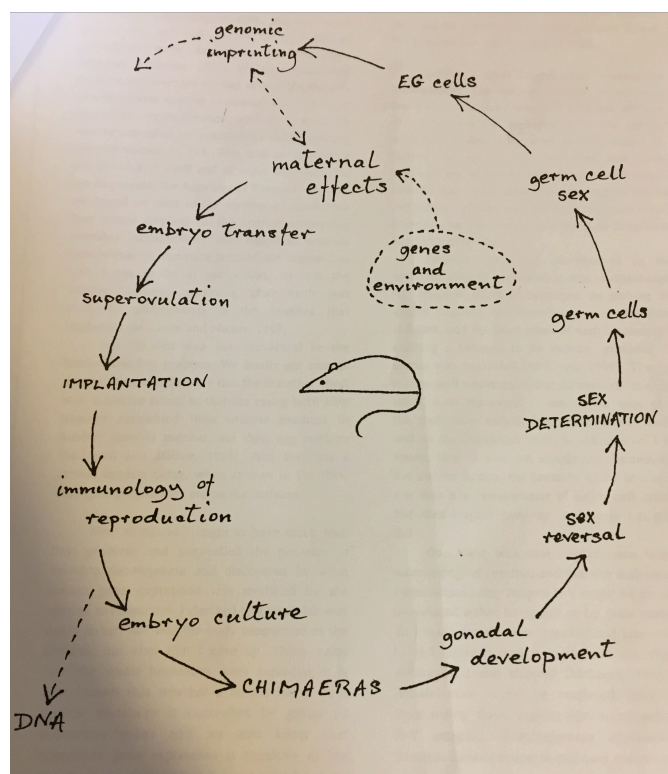 genomic
imprinting
EG cells
maternal
effects
germ cell
sex
embryo transfer
genes
and
environment
superovulation
germ cells
IMPLANTATION
SEX
DETERMINATION
immunology of
reproduction
sex
reversal
embryo culture
gonadal
development
CHIMAERAS
DNA